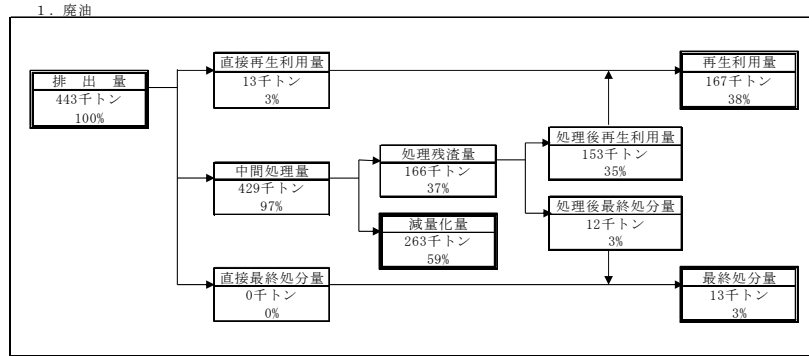 1. 廃油
排 出 量
443千トン
100%
直接再生利用量
13千トン
3%
再生利用量
167千トン
38%
中間処理量
429千トン
97%
処理残渣量
166千トン
37%
処理後再生利用量
153千トン
35%
減量化量
263千トン
59%
処理後最終処分量
12千トン
3%
直接最終処分量
0千トン
0%
最終処分量
13千トン
3%